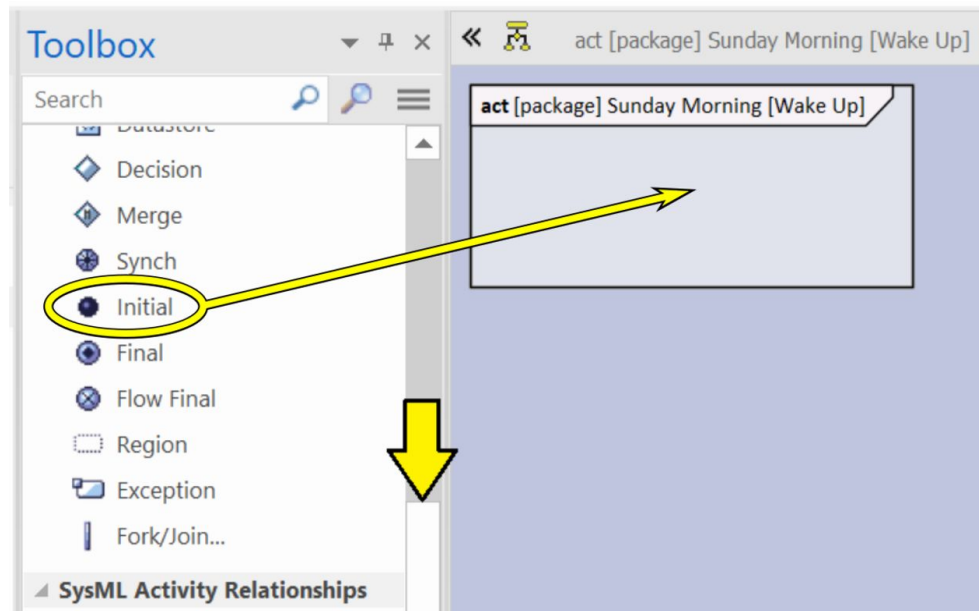 Toolbox
act [package] Sunday Morning [Wake Up]
Search
act [package] Sunday Morning [Wake Up]
Datastore
Decision
Merge
Synch
Initial
Final
Flow Final
Region
Exception
Fork/Join...
SysML Activity Relationships